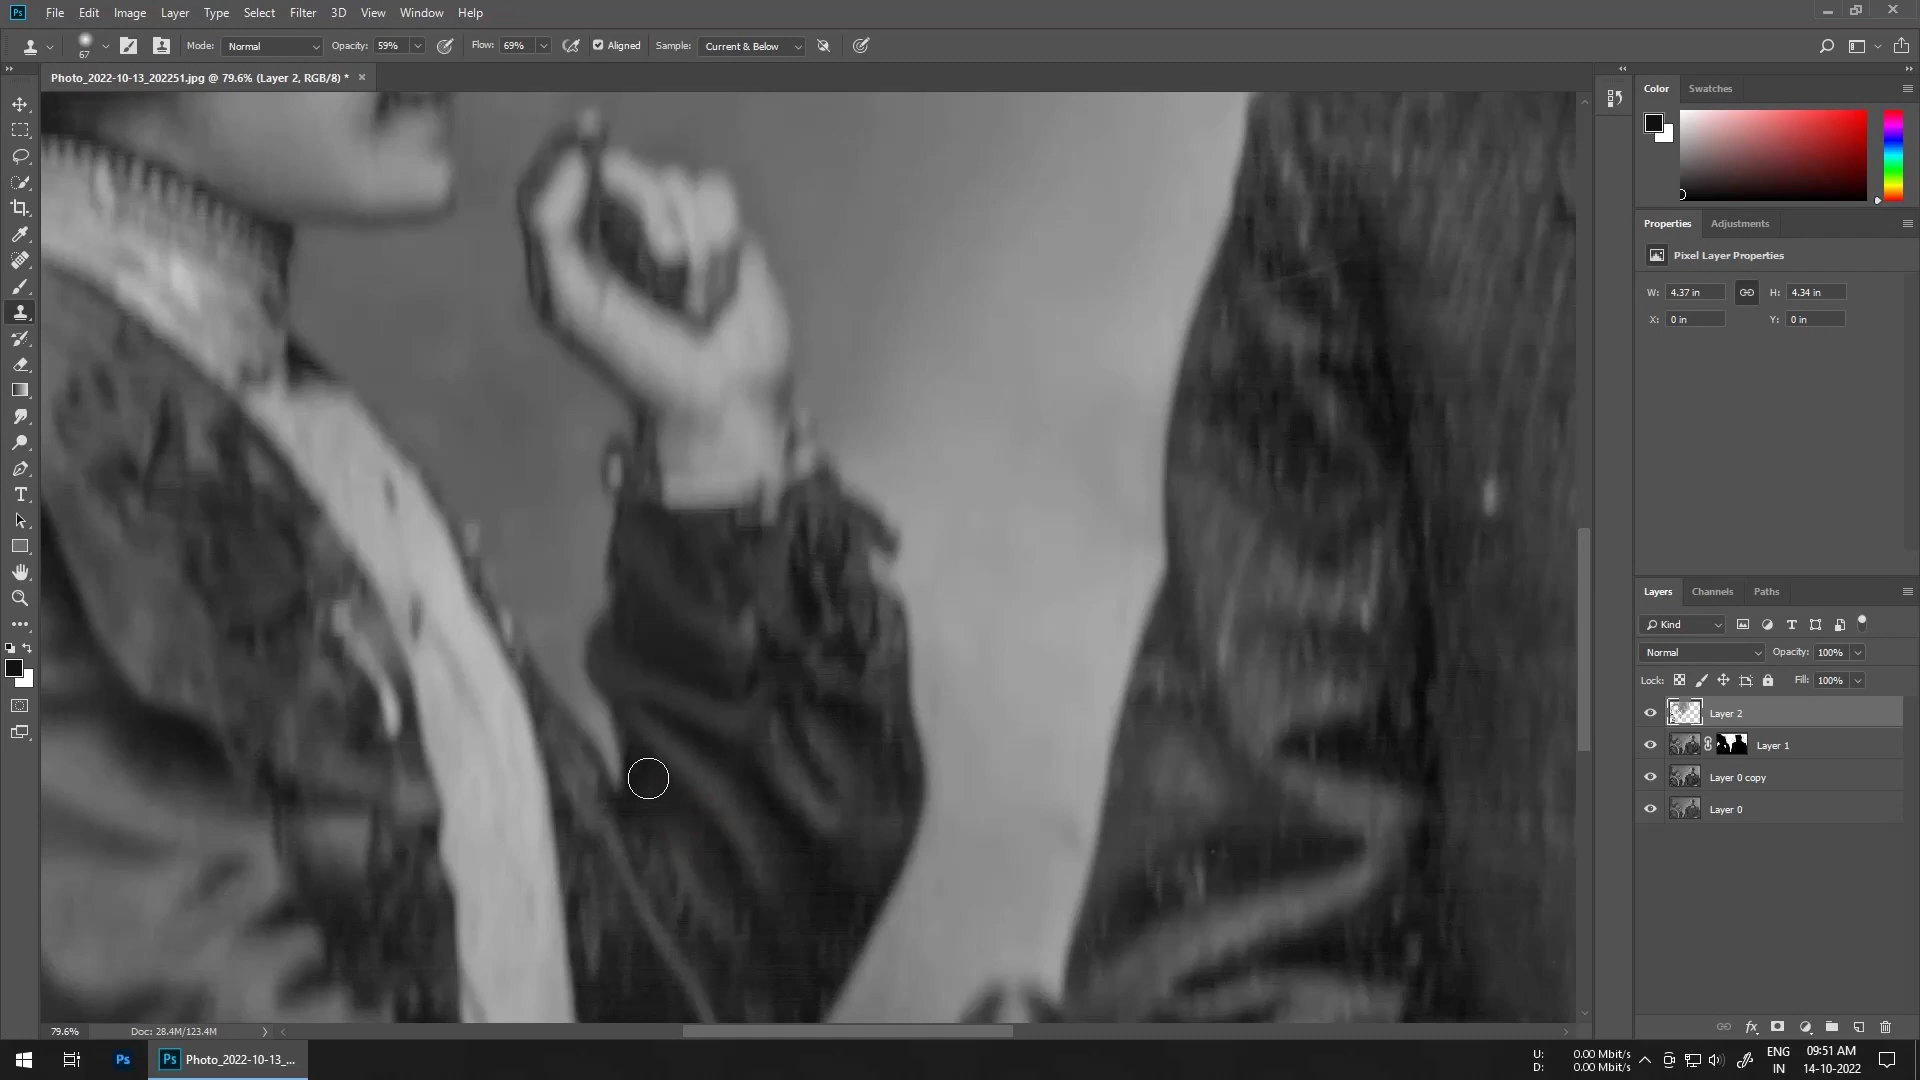 Ps File Edit Image Layer Type Select Filter 3D View Window Help
67 Mode: Normal Opacity: 59% Flow: 69% Aligned Sample: Current & Below
Photo_2022-10-13_202251.jpg @ 79.6% (Layer 2, RGB/8) *
Color Swatches
Properties Adjustments
Pixel Layer Properties
W: 4.37 in H: 4.34 in
X: 0 in Y: 0 in
Layers Channels Paths
Kind
Normal Opacity: 100%
Lock: Fill: 100%
Layer 2
Layer 1
Layer 0 copy
Layer 0
79.6% Doc: 28.4M/123.4M
Ps Ps Photo_2022-10-13_...
U: 0.00 Mbit/s
D: 0.00 Mbit/s
ENG
IN
09:51 AM
14-10-2022